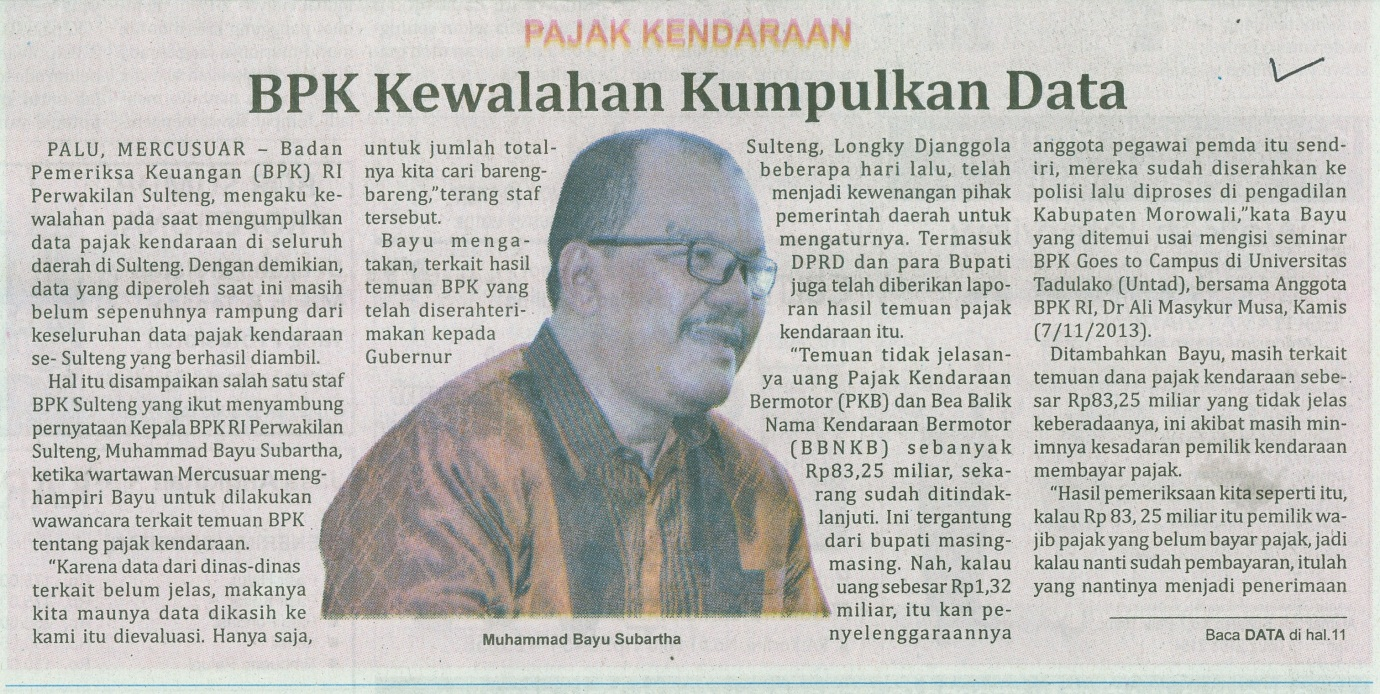 PAJAK KENDARAAN
BPK Kewalahan Kumpulkan Data
PALU, MERCUSUAR – Badan
Pemeriksa Keuangan (BPK) RI
Perwakilan Sulteng, mengaku ke-
walahan pada saat mengumpulkan
data pajak kendaraan di seluruh
daerah di Sulteng. Dengan demikian,
data yang diperoleh saat ini masih
belum sepenuhnya rampung dari
keseluruhan data pajak kendaraan
se- Sulteng yang berhasil diambil.
Hal itu disampaikan salah satu staf
BPK Sulteng yang ikut menyambung
pernyataan Kepala BPK RI Perwakilan
Sulteng, Muhammad Bayu Subartha,
ketika wartawan Mercusuar meng-
hampiri Bayu untuk dilakukan
wawancara terkait temuan BPK
tentang pajak kendaraan.
“Karena data dari dinas-dinas
terkait belum jelas, makanya
kita maunya data dikasih ke
kami itu dievaluasi. Hanya saja,
untuk jumlah total-
nya kita cari bareng-
bareng,”terang staf
tersebut.
Bayu menga-
takan, terkait hasil
temuan BPK yang
telah diserahteri-
makan kepada
Gubernur
Muhammad Bayu Subartha
Sulteng, Longky Djanggola
beberapa hari lalu, telah
menjadi kewenangan pihak
pemerintah daerah untuk
mengaturnya. Termasuk
DPRD dan para Bupati
juga telah diberikan lapo-
ran hasil temuan pajak
kendaraan itu.
“Temuan tidak jelasan-
ya uang Pajak Kendaraan
Bermotor (PKB) dan Bea Balik
Nama Kendaraan Bermotor
(BBNKB) sebanyak
Rp83,25 miliar, seka-
rang sudah ditindak-
lanjuti. Ini tergantung
dari bupati masing-
masing. Nah, kalau
uang sebesar Rp1,32
miliar, itu kan pe-
nyelenggaraannya
anggota pegawai pemda itu send-
iri, mereka sudah diserahkan ke
polisi lalu diproses di pengadilan
Kabupaten Morowali,”kata Bayu
yang ditemui usai mengisi seminar
BPK Goes to Campus di Universitas
Tadulako (Untad), bersama Anggota
BPK RI, Dr Ali Masykur Musa, Kamis
(7/11/2013).
Ditambahkan Bayu, masih terkait
temuan dana pajak kendaraan sebe-
sar Rp83,25 miliar yang tidak jelas
keberadaanya, ini akibat masih min-
imnya kesadaran pemilik kendaraan
membayar pajak.
“Hasil pemeriksaan kita seperti itu,
kalau Rp 83, 25 miliar itu pemilik wa-
jib pajak yang belum bayar pajak, jadi
kalau nanti sudah pembayaran, itulah
yang nantinya menjadi penerimaan
Baca DATA di hal.11